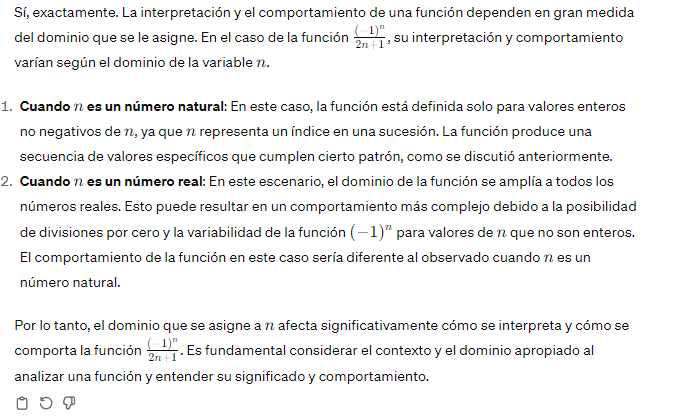 Sí, exactamente. La interpretación y el comportamiento de una función dependen en gran medida
del dominio que se le asigne. En el caso de la función $\frac{(-1)^n}{2n+1}$, su interpretación y comportamiento
varían según el dominio de la variable $n$.
1. Cuando $n$ es un número natural: En este caso, la función está definida solo para valores enteros
no negativos de $n$, ya que $n$ representa un índice en una sucesión. La función produce una
secuencia de valores específicos que cumplen cierto patrón, como se discutió anteriormente.
2. Cuando $n$ es un número real: En este escenario, el dominio de la función se amplía a todos los
números reales. Esto puede resultar en un comportamiento más complejo debido a la posibilidad
de divisiones por cero y la variabilidad de la función $(-1)^n$ para valores de $n$ que no son enteros.
El comportamiento de la función en este caso sería diferente al observado cuando $n$ es un
número natural.
Por lo tanto, el dominio que se asigne a $n$ afecta significativamente cómo se interpreta y cómo se
comporta la función $\frac{(-1)^n}{2n+1}$. Es fundamental considerar el contexto y el dominio apropiado al
analizar una función y entender su significado y comportamiento.